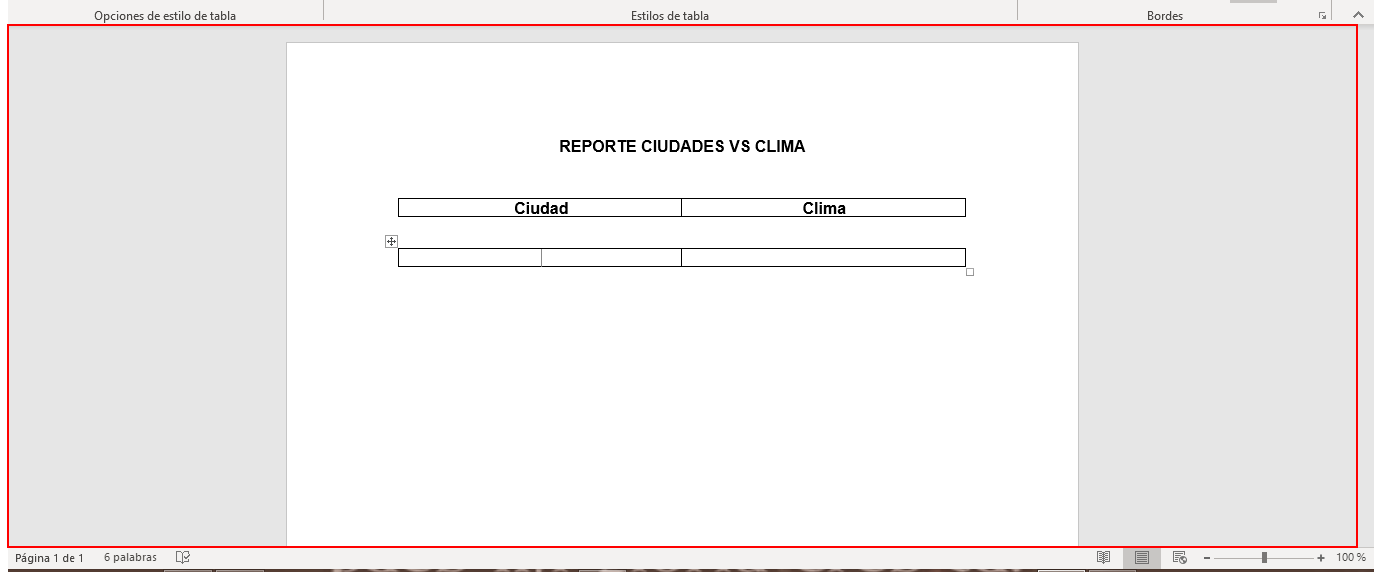 Opciones de estilo de tabla Estilos de tabla Bordes
REPORTE CIUDADES VS CLIMA
Ciudad Clima
Página 1 de 1 6 palabras 100 %